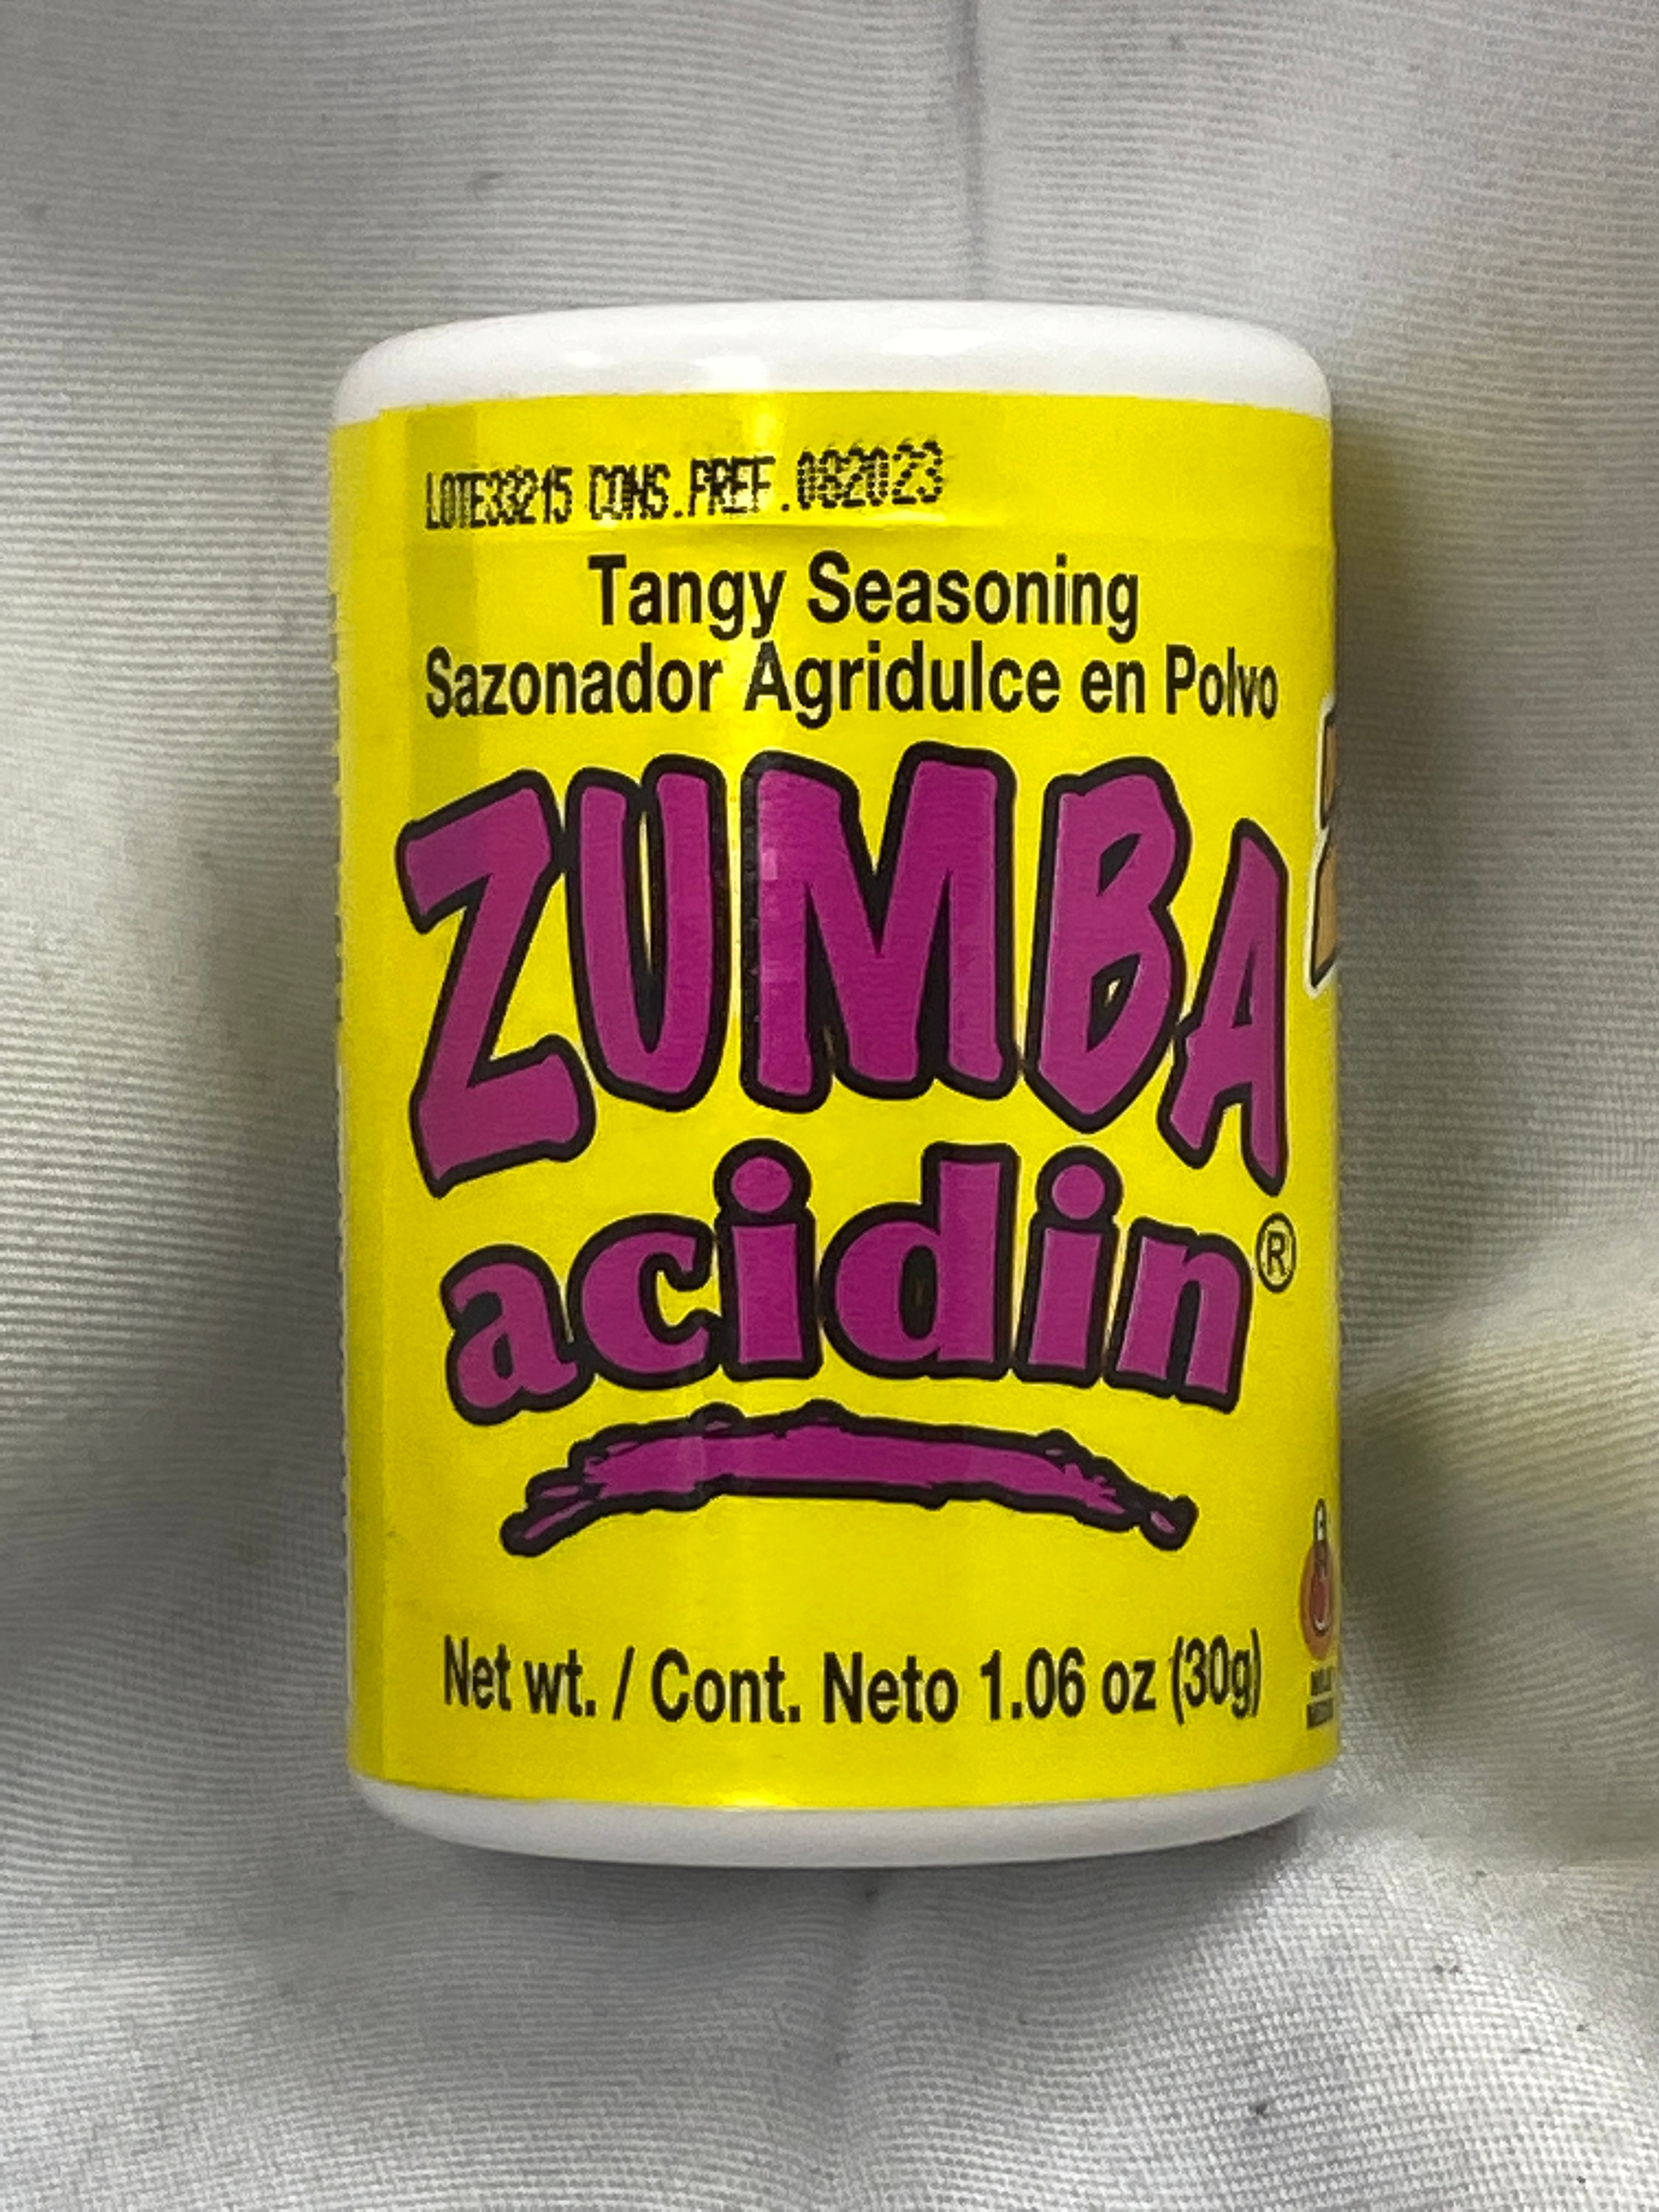 LOTE33215 CONS.PREF.082023
Tangy Seasoning
Sazonador Agridulce en Polvo
ZUMBA
acidin®
Net wt. / Cont. Neto 1.06 oz (30g)